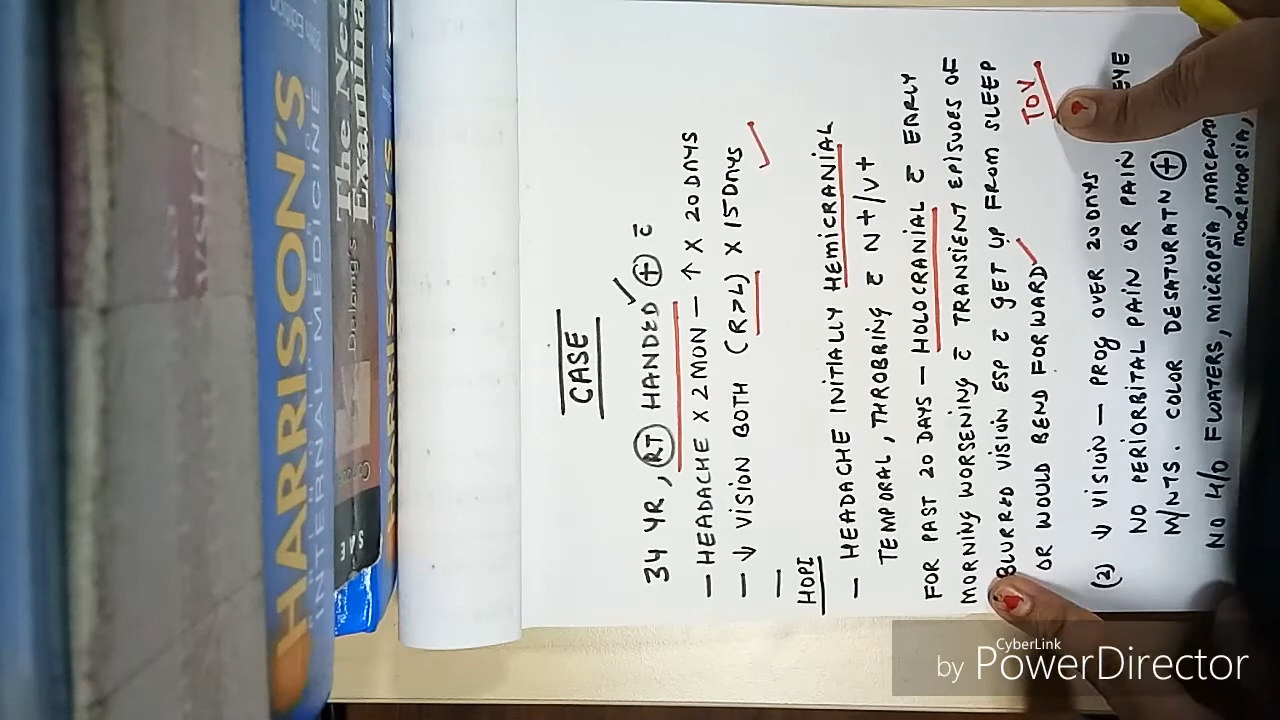 HARRISON'S
INTERNAL MEDICINE
DeJong's
The
Examina
SAE
HARRISON'S
CASE
34 YR, RT HANDED + c̄
— HEADACHE X 2 MON — ↑ X 20 DAYS
— ↓ VISION BOTH (R>L) X 15 DAYS
—
HOPI
— HEADACHE INITIALLY HEMICRANIAL
TEMPORAL, THROBBING c̄ N+/V+
FOR PAST 20 DAYS — HOLOCRANIAL c̄ EARLY
MORNING WORSENING c̄ TRANSIENT EPISODES OF
BLURRED VISION ESP c̄ GET UP FROM SLEEP
OR WOULD BEND FORWARD
TOV
(2) ↓ VISION — PROG OVER 20 DAYS
NO PERIORBITAL PAIN OR PAIN EYE
M/NTS. COLOR DESATURATN +
NO H/O FLOATERS, MICROPSIA, MACROP
MORPHOPSIA,
CyberLink
by PowerDirector